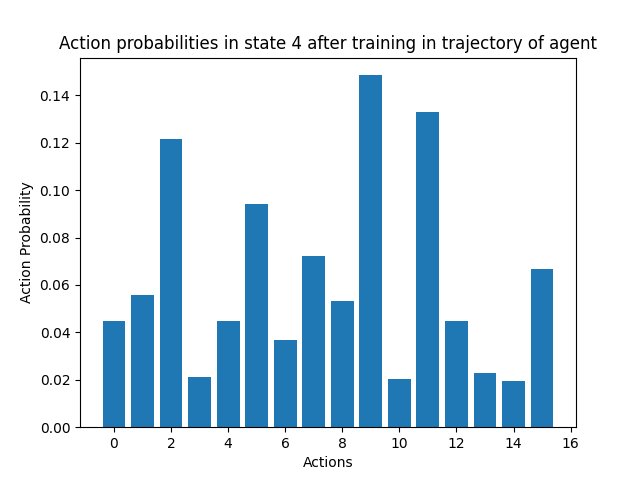 Action probabilities in state 4 after training in trajectory of agent
0.14
0.12
0.10
0.08
0.06
0.04
0.02
0.00
Action Probability
0 2 4 6 8 10 12 14 16
Actions